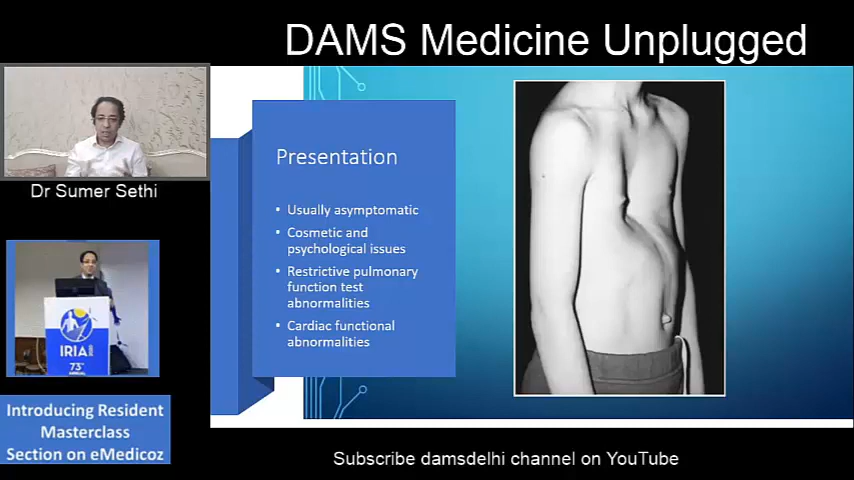 DAMS Medicine Unplugged
Dr Sumer Sethi
IRIA
73
Introducing Resident
Masterclass
Section on eMedicoz
Presentation
• Usually asymptomatic
• Cosmetic and
psychological issues
• Restrictive pulmonary
function test
abnormalities
• Cardiac functional
abnormalities
Subscribe damsdelhi channel on YouTube